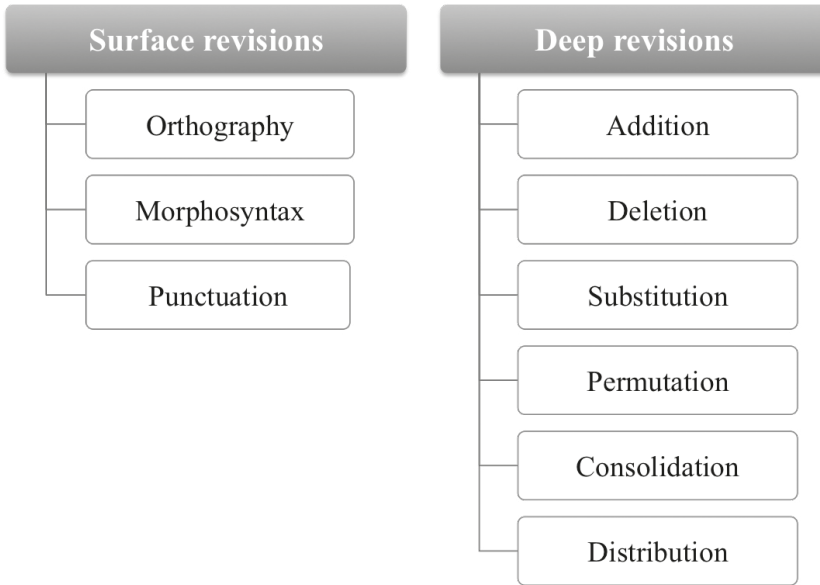 Surface revisions
Orthography
Morphosyntax
Punctuation
Deep revisions
Addition
Deletion
Substitution
Permutation
Consolidation
Distribution